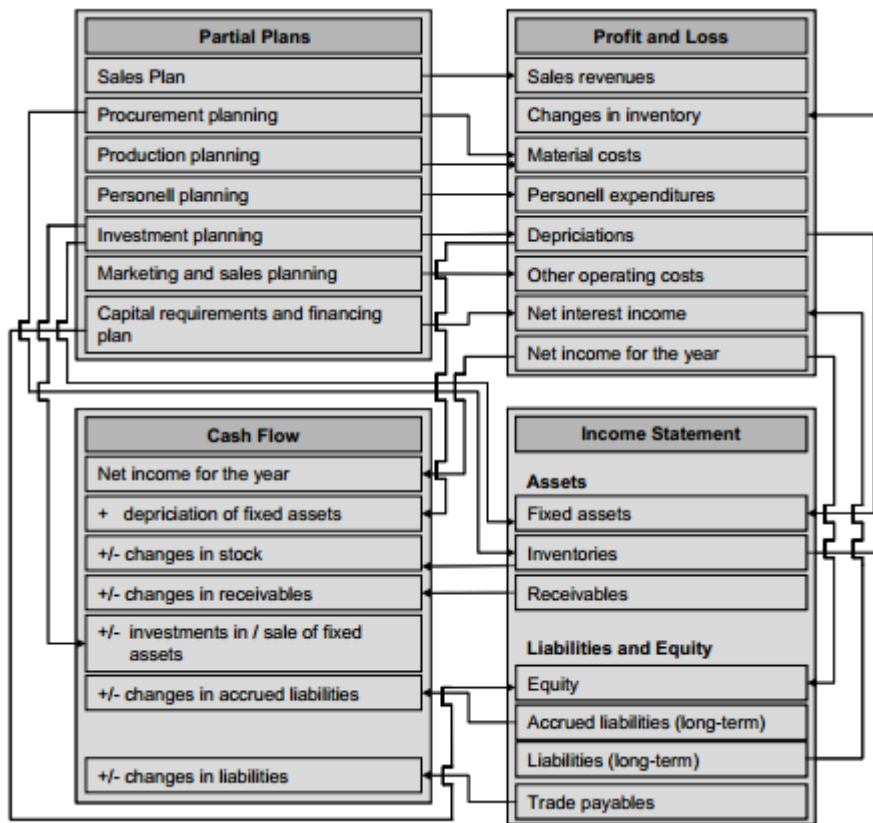 Partial Plans
Sales Plan
Procurement planning
Production planning
Personell planning
Investment planning
Marketing and sales planning
Capital requirements and financing
plan
Profit and Loss
Sales revenues
Changes in inventory
Material costs
Personell expenditures
Depriciations
Other operating costs
Net interest income
Net income for the year
Cash Flow
Net income for the year
+ depriciation of fixed assets
+/- changes in stock
+/- changes in receivables
+/- investments in / sale of fixed
assets
+/- changes in accrued liabilities
+/- changes in liabilities
Income Statement
Assets
Fixed assets
Inventories
Receivables
Liabilities and Equity
Equity
Accrued liabilities (long-term)
Liabilities (long-term)
Trade payables